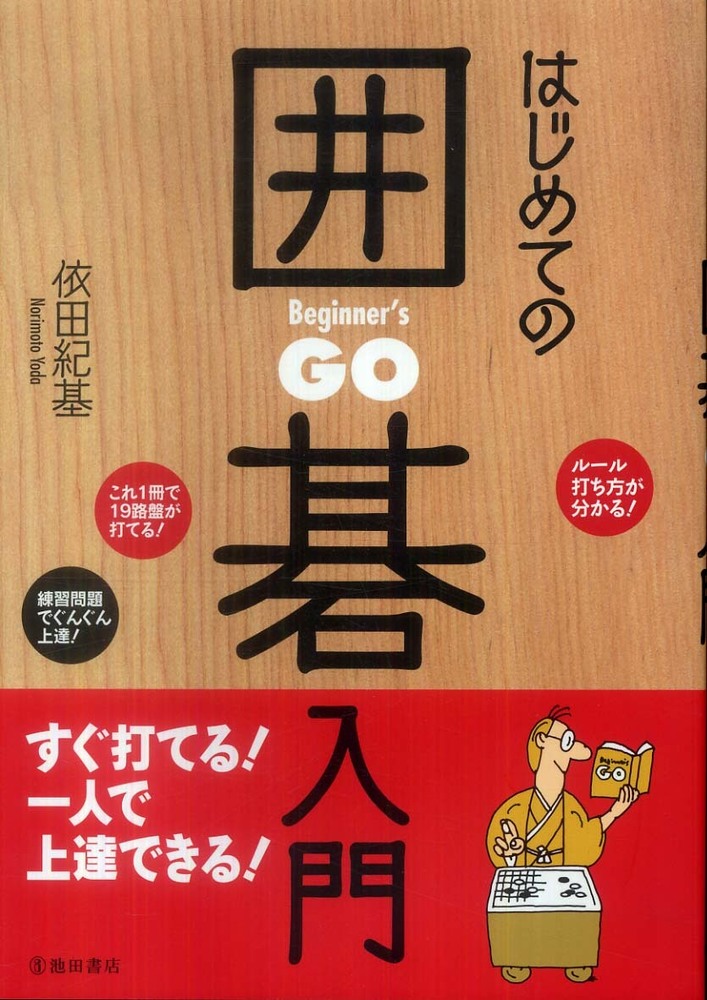 はじめての
囲
Beginner's
GO
碁
入門
依田紀基
Norimoto Yoda
ルール
打ち方が
分かる!
これ1冊で
19路盤が
打てる!
練習問題
でぐんぐん
上達!
すぐ打てる!
一人で
上達できる!
Beginner's
GO
池田書店